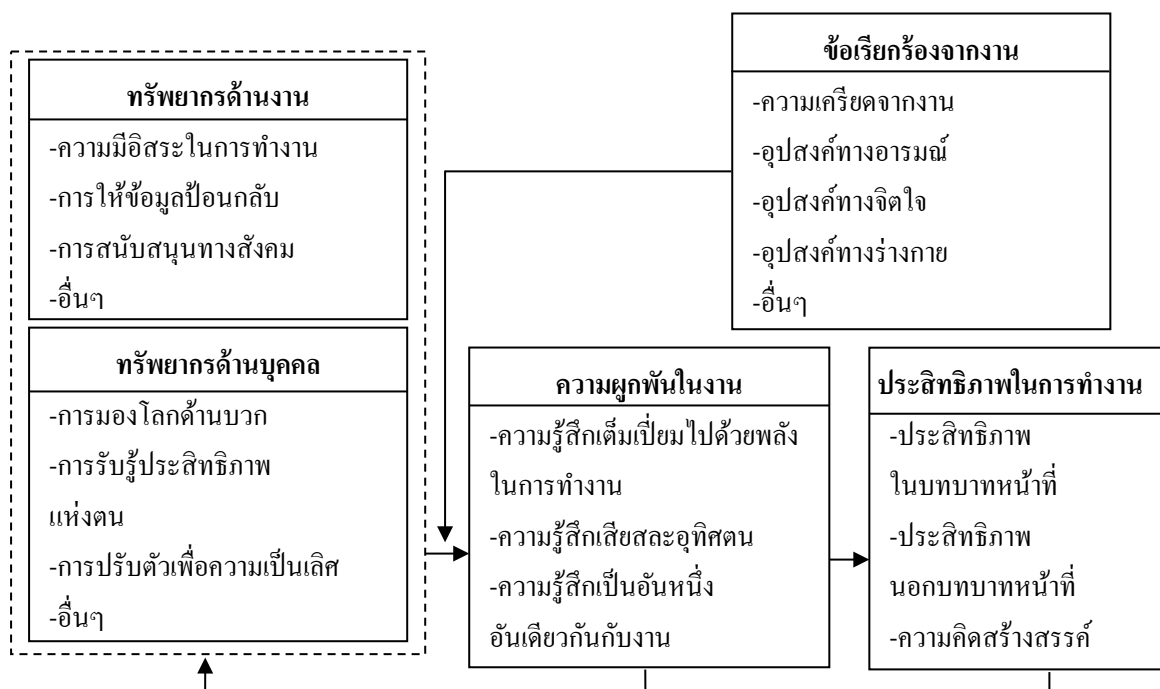 ทรัพยากรด้านงาน
-ความมีอิสระในการทำงาน
-การให้ข้อมูลป้อนกลับ
-การสนับสนุนทางสังคม
-อื่นๆ
ทรัพยากรด้านบุคคล
-การมองโลกด้านบวก
-การรับรู้ประสิทธิภาพ
แห่งตน
-การปรับตัวเพื่อความเป็นเลิศ
-อื่นๆ
ข้อเรียกร้องจากงาน
-ความเครียดจากงาน
-อุปสงค์ทางอารมณ์
-อุปสงค์ทางจิตใจ
-อุปสงค์ทางร่างกาย
-อื่นๆ
ความผูกพันในงาน
-ความรู้สึกเต็มเปี่ยมไปด้วยพลัง
ในการทำงาน
-ความรู้สึกเสียสละอุทิศตน
-ความรู้สึกเป็นอันหนึ่ง
อันเดียวกันกับงาน
ประสิทธิภาพในการทำงาน
-ประสิทธิภาพ
ในบทบาทหน้าที่
-ประสิทธิภาพ
นอกบทบาทหน้าที่
-ความคิดสร้างสรรค์